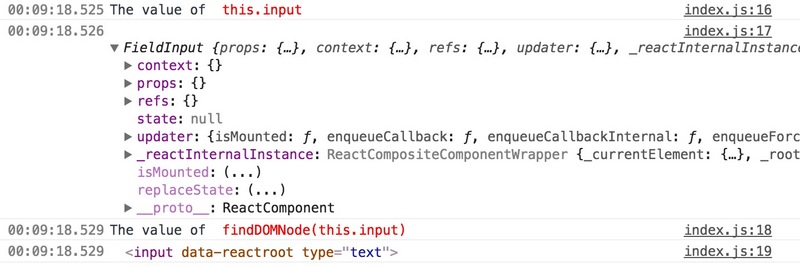 00:09:18.525 The value of this.input index.js:16
00:09:18.526 index.js:17
▼FieldInput {props: {…}, context: {…}, refs: {…}, updater: {…}, _reactInternalInstance
▶context: {}
▶props: {}
▶refs: {}
state: null
▶updater: {isMounted: ƒ, enqueueCallback: ƒ, enqueueCallbackInternal: ƒ, enqueueForc
▶_reactInternalInstance: ReactCompositeComponentWrapper {_currentElement: {…}, _root
isMounted: (...)
replaceState: (...)
▶__proto__: ReactComponent
00:09:18.529 The value of findDOMNode(this.input) index.js:18
00:09:18.529 <input data-reactroot type="text"> index.js:19